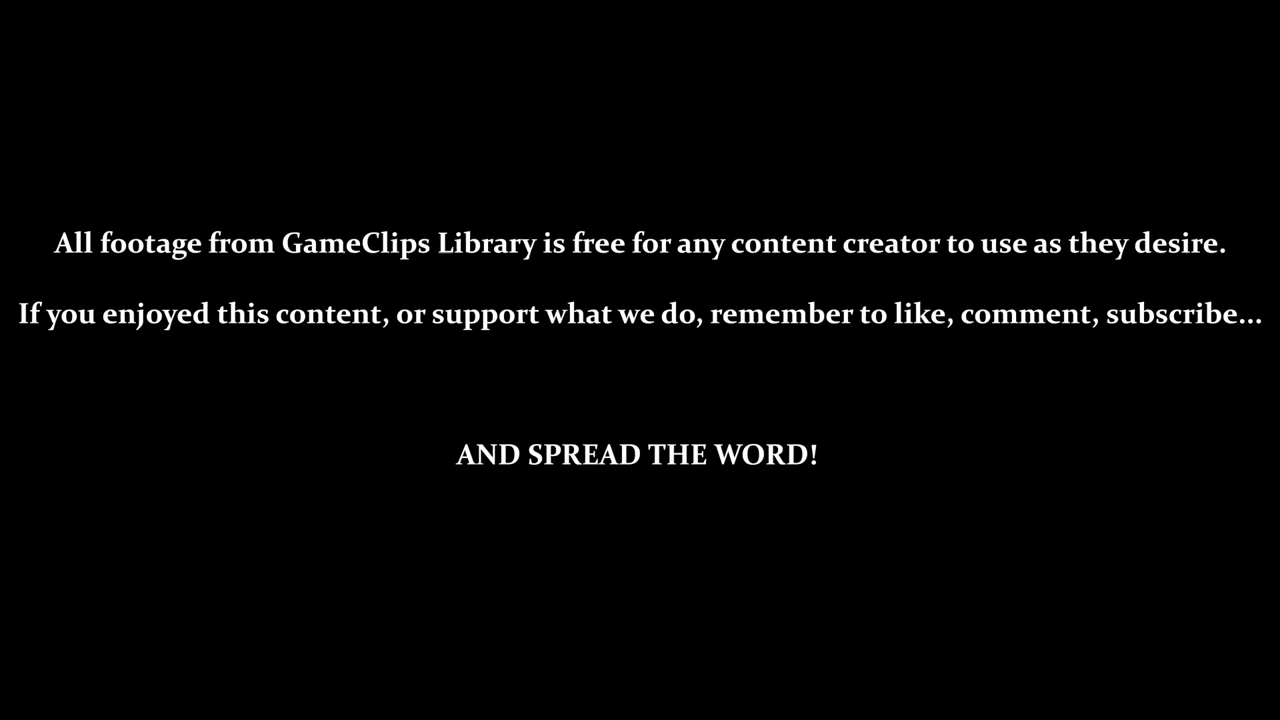 All footage from GameClips Library is free for any content creator to use as they desire.
If you enjoyed this content, or support what we do, remember to like, comment, subscribe...
AND SPREAD THE WORD!